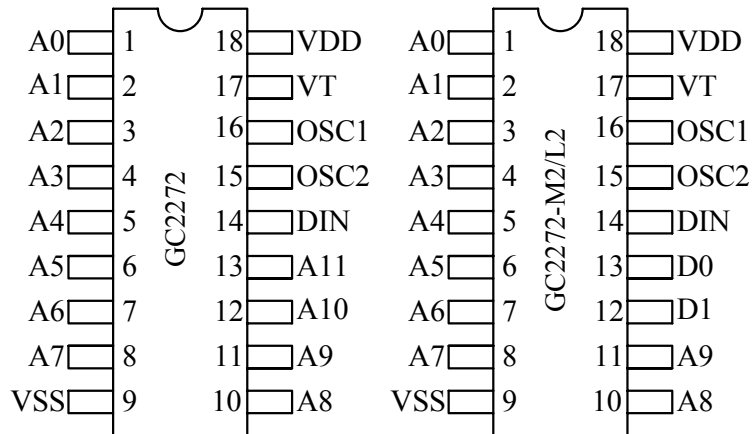 A0 1 18 VDD A0 1 18 VDD
A1 2 17 VT A1 2 17 VT
A2 3 16 OSC1 A2 3 16 OSC1
A3 4 15 OSC2 A3 4 15 OSC2
A4 5 14 DIN A4 5 14 DIN
A5 6 13 A11 A5 6 13 D0
A6 7 12 A10 A6 7 12 D1
A7 8 11 A9 A7 8 11 A9
VSS 9 10 A8 VSS 9 10 A8
GC2272
GC2272-M2/L2